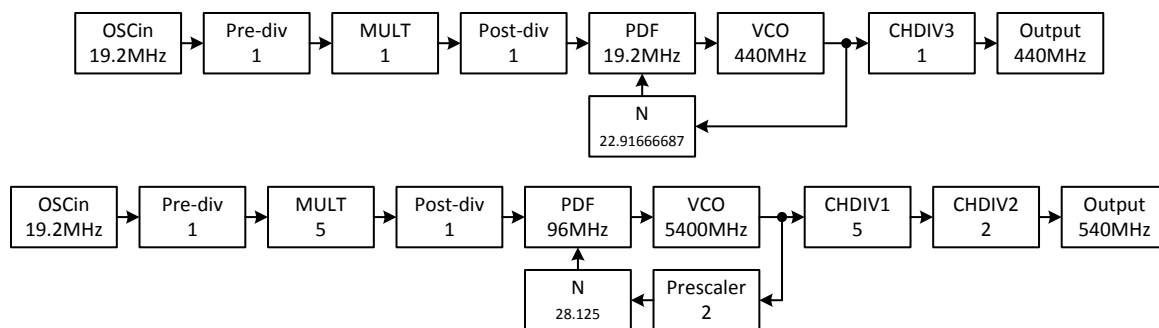 OSCin
19.2MHz
Pre-div
1
MULT
1
Post-div
1
PDF
19.2MHz
VCO
440MHz
CHDIV3
1
Output
440MHz
N
22.91666687
OSCin
19.2MHz
Pre-div
1
MULT
5
Post-div
1
PDF
96MHz
VCO
5400MHz
CHDIV1
5
CHDIV2
2
Output
540MHz
N
28.125
Prescaler
2